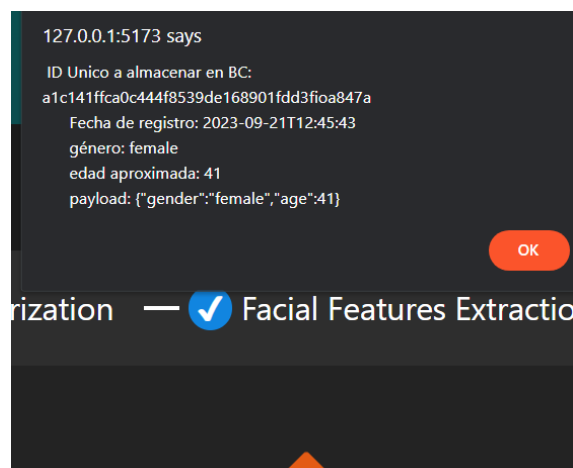 127.0.0.1:5173 says
ID Unico a almacenar en BC:
a1c141ffca0c444f8539de168901fdd3fioa847a
Fecha de registro: 2023-09-21T12:45:43
género: female
edad aproximada: 41
payload: {"gender":"female","age":41}
OK
rization — Facial Features Extractio